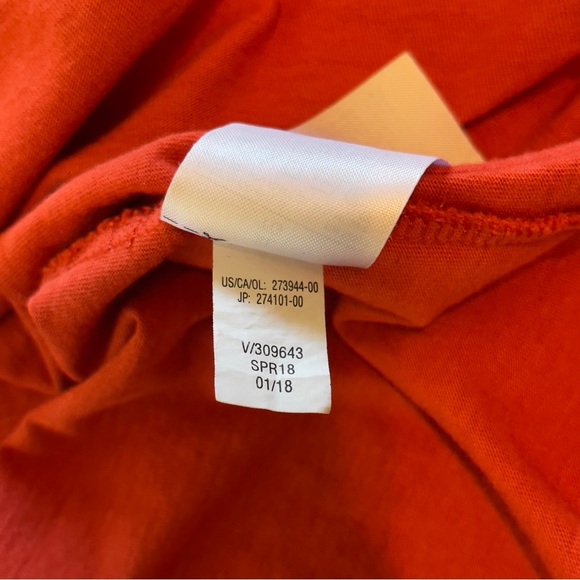 US/CA/OL: 273944-00
JP: 274101-00
V/309643
SPR18
01/18